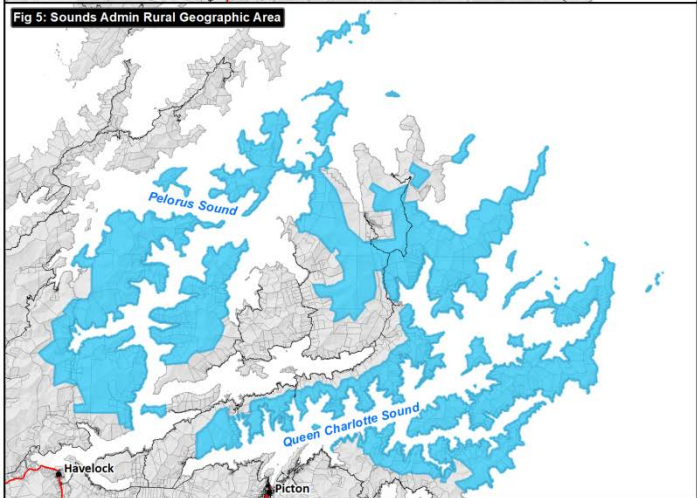 Fig 5: Sounds Admin Rural Geographic Area
Pelorus Sound
Queen Charlotte Sound
Havelock
Picton